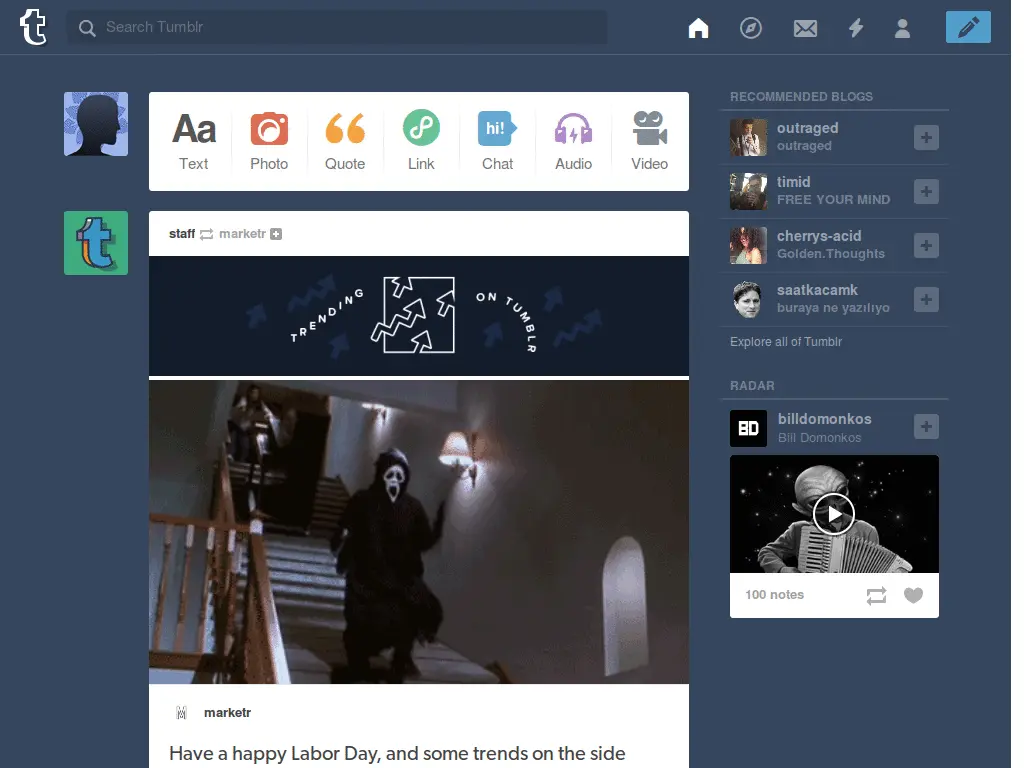 t
Search Tumblr
Aa
hi!
Text
Photo
Quote
Link
Chat
Audio
Video
t
staff marketr
TRENDING
ON TUMBLR
marketr
Have a happy Labor Day, and some trends on the side
RECOMMENDED BLOGS
outraged
outraged
timid
FREE YOUR MIND
cherrys-acid
Golden.Thoughts
saatkacamk
buraya ne yazılıyo
Explore all of Tumblr
RADAR
BD
billdomonkos
Bill Domonkos
100 notes